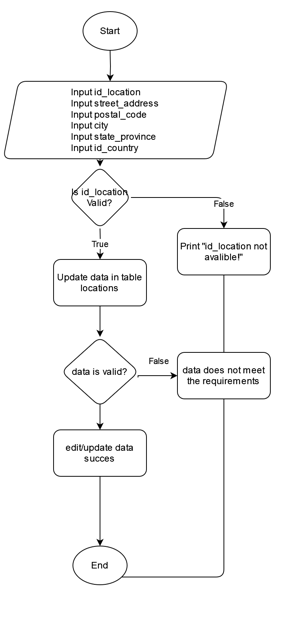 Start
Input id_location
Input street_address
Input postal_code
Input city
Input state_province
Input id_country
Is id_location
Valid?
False
True
Print "id_location not
avalible!"
Update data in table
locations
data is valid?
False
data does not meet
the requirements
edit/update data
succes
End